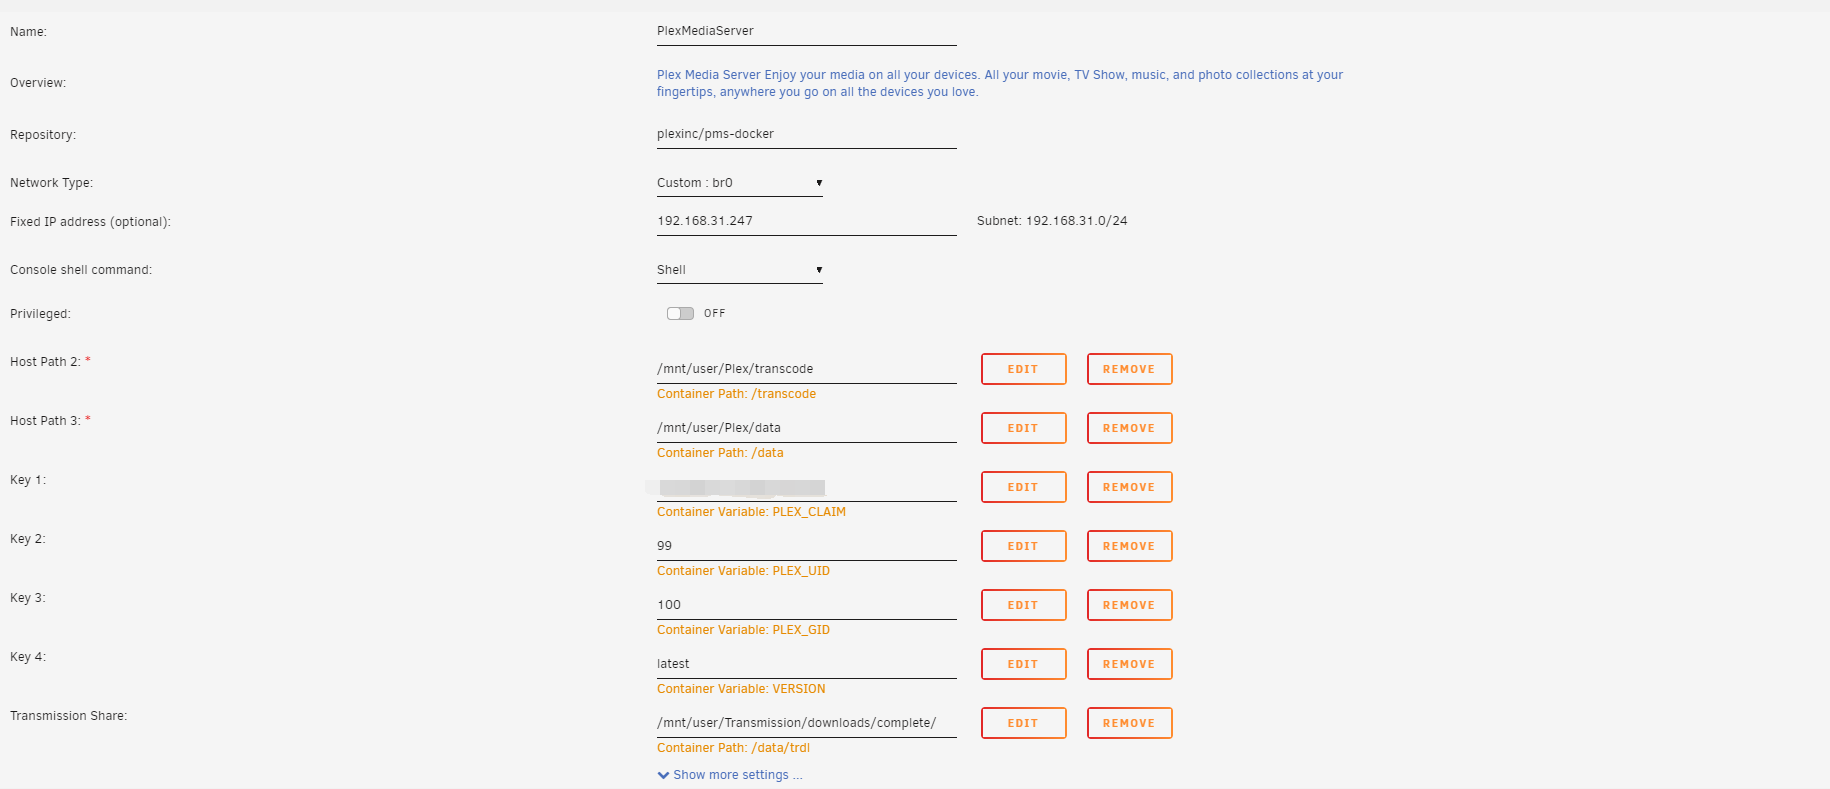 Name:
PlexMediaServer
Overview:
Plex Media Server Enjoy your media on all your devices. All your movie, TV Show, music, and photo collections at your
fingertips, anywhere you go on all the devices you love.
Repository:
plexinc/pms-docker
Network Type:
Custom : br0
Fixed IP address (optional):
192.168.31.247
Subnet: 192.168.31.0/24
Console shell command:
Shell
Privileged:
OFF
Host Path 2: *
/mnt/user/Plex/transcode
EDIT
REMOVE
Container Path: /transcode
Host Path 3: *
/mnt/user/Plex/data
EDIT
REMOVE
Container Path: /data
Key 1:
EDIT
REMOVE
Container Variable: PLEX_CLAIM
Key 2:
99
EDIT
REMOVE
Container Variable: PLEX_UID
Key 3:
100
EDIT
REMOVE
Container Variable: PLEX_GID
Key 4:
latest
EDIT
REMOVE
Container Variable: VERSION
Transmission Share:
/mnt/user/Transmission/downloads/complete/
EDIT
REMOVE
Container Path: /data/trdl
Show more settings ...